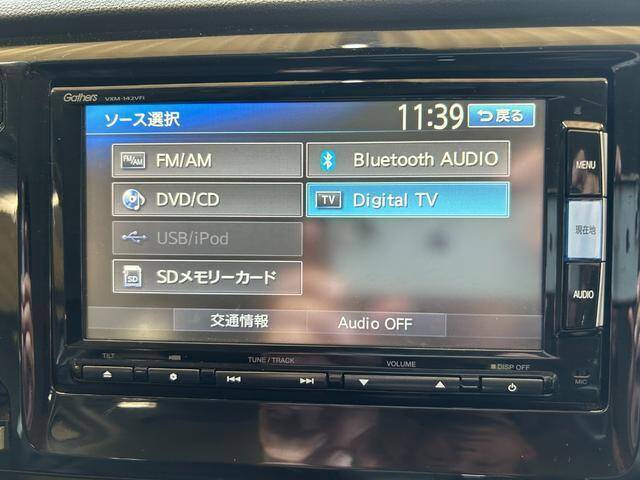 Gathers VXM-142VFi
ソース選択 11:39 戻る
FM/AM FM/AM Bluetooth AUDIO
DVD/CD TV Digital TV
USB/iPod
SD SDメモリーカード
交通情報 Audio OFF
MENU
現在地
AUDIO
TILT TUNE / TRACK VOLUME DISP OFF
MIC